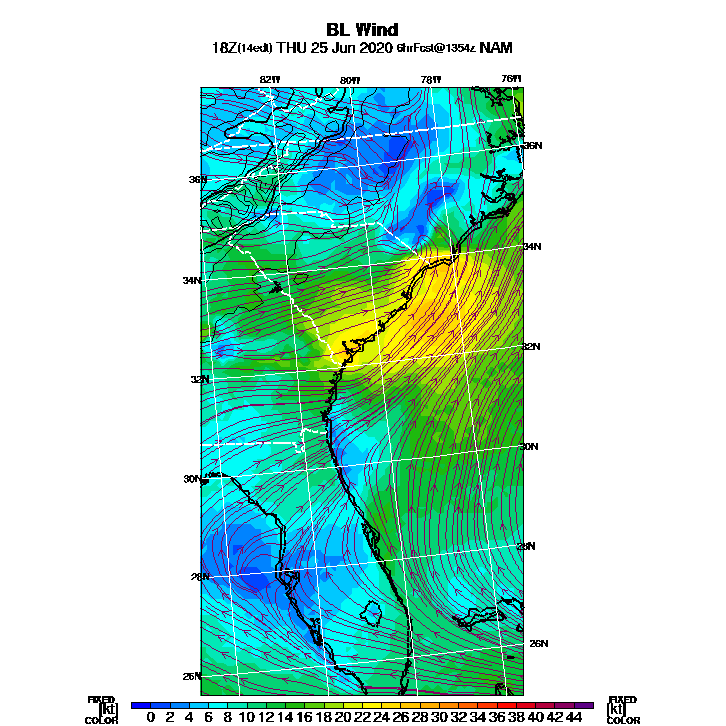 BL Wind
18Z(14edt) THU 25 Jun 2020 6hrFcst@1354z NAM
82W 80W 78W 76W
36N
36N
34N
34N
32N
32N
30N
30N
28N
28N
26N
26N
FIXED FIXED
[kt] 0 2 4 6 8 10 12 14 16 18 20 22 24 26 28 30 32 34 36 38 40 42 44 [kt]
COLOR COLOR